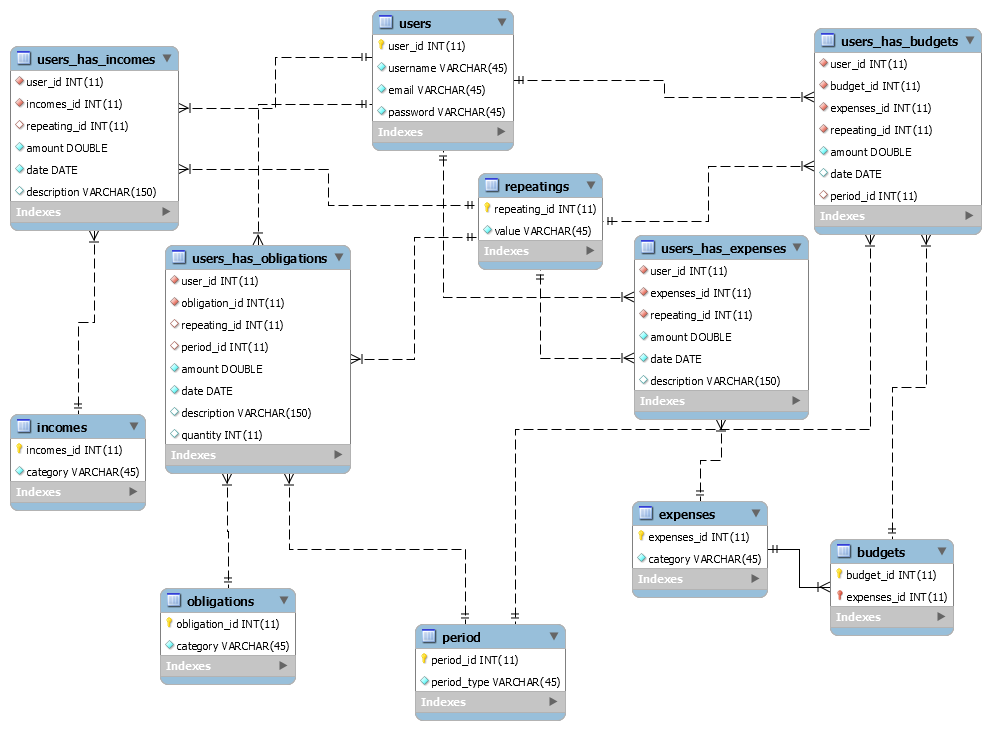 users
user_id INT(11)
username VARCHAR(45)
email VARCHAR(45)
password VARCHAR(45)
Indexes
users_has_incomes
user_id INT(11)
incomes_id INT(11)
repeating_id INT(11)
amount DOUBLE
date DATE
description VARCHAR(150)
Indexes
users_has_budgets
user_id INT(11)
budget_id INT(11)
expenses_id INT(11)
repeating_id INT(11)
amount DOUBLE
date DATE
period_id INT(11)
Indexes
repeatings
repeating_id INT(11)
value VARCHAR(45)
Indexes
users_has_obligations
user_id INT(11)
obligation_id INT(11)
repeating_id INT(11)
period_id INT(11)
amount DOUBLE
date DATE
description VARCHAR(150)
quantity INT(11)
Indexes
users_has_expenses
user_id INT(11)
expenses_id INT(11)
repeating_id INT(11)
amount DOUBLE
date DATE
description VARCHAR(150)
Indexes
incomes
incomes_id INT(11)
category VARCHAR(45)
Indexes
expenses
expenses_id INT(11)
category VARCHAR(45)
Indexes
budgets
budget_id INT(11)
expenses_id INT(11)
Indexes
obligations
obligation_id INT(11)
category VARCHAR(45)
Indexes
period
period_id INT(11)
period_type VARCHAR(45)
Indexes